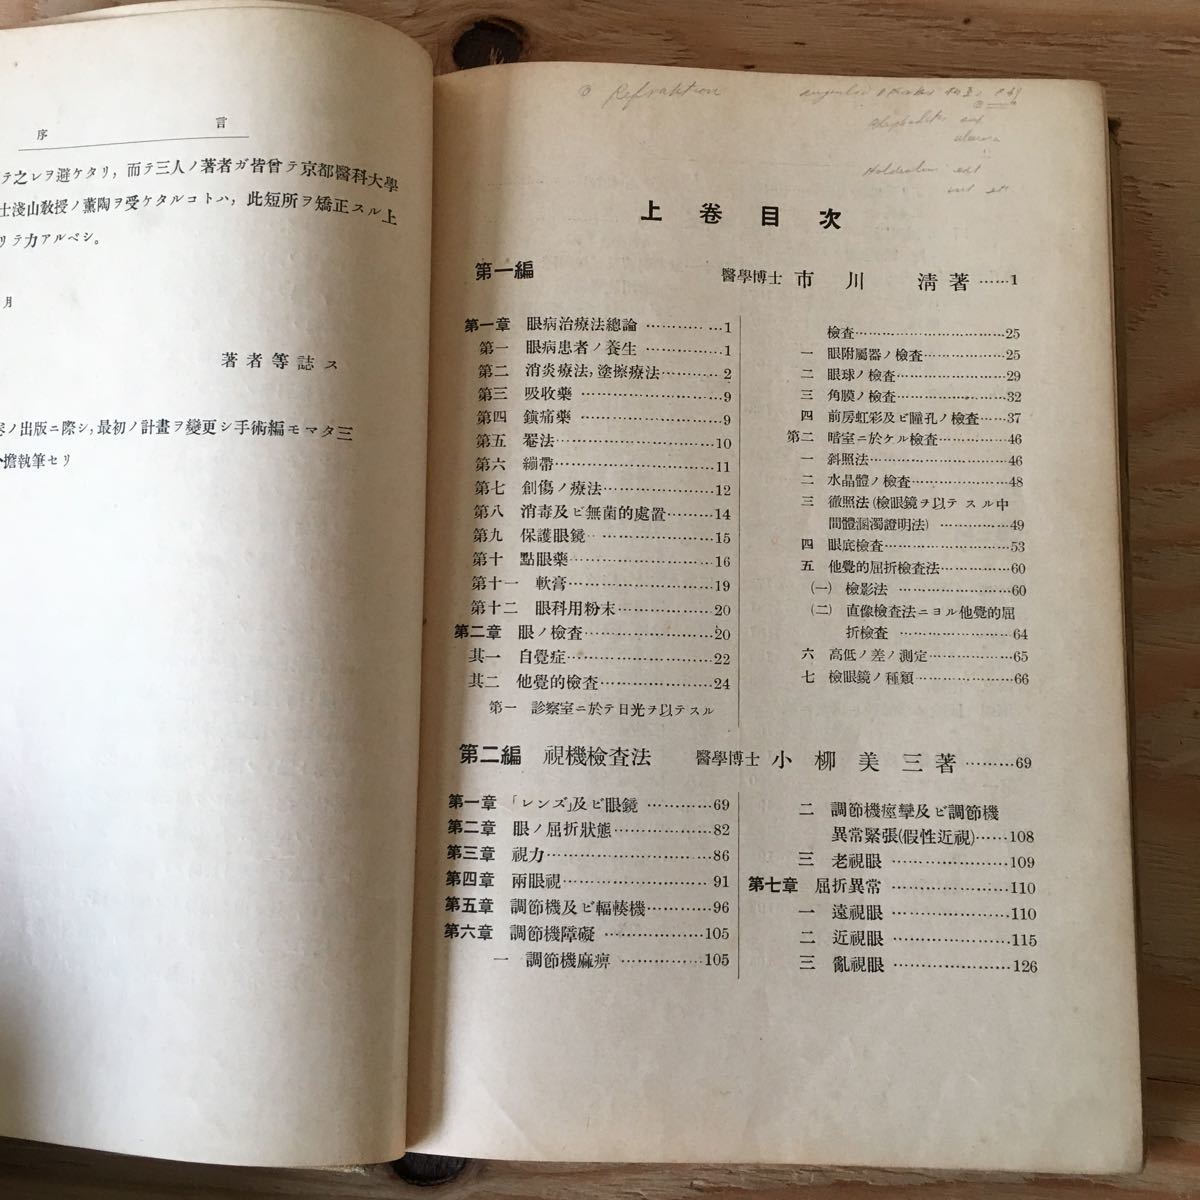 序言
テ之レヲ避ケタリ, 而テ三人ノ著者ガ皆曾テ京都醫科大學
士淺山敎授ノ薫陶ヲ受ケタルコトハ, 此短所ヲ矯正スル上
リテ力アルベシ。
月
著者等誌ス
卷ノ出版ニ際シ, 最初ノ計畫ヲ變更シ手術編モマタ三
擔執筆セリ
Refraktion
上卷目次
第一編 醫學博士 市川 淸著 ……1
第一章 眼病治療法總論 ……… …1
第一 眼病患者ノ養生 …………1
第二 消炎療法, 塗擦療法………2
第三 吸收藥 ……………………9
第四 鎭痛藥 ……………………9
第五 罨法………………………10
第六 繃帶………………………11
第七 創傷ノ療法………………12
第八 消毒及ビ無菌的處置………14
第九 保護眼鏡…………………15
第十 點眼藥……………………16
第十一 軟膏……………………19
第十二 眼科用粉末……………20
第二章 眼ノ檢査…………………20
其一 自覺症……………………22
其二 他覺的檢査………………24
第一 診察室ニ於テ日光ヲ以テスル
檢査……………………25
一 眼附屬器ノ檢査……………25
二 眼球ノ檢査…………………29
三 角膜ノ檢査…………………32
四 前房虹彩及ビ瞳孔ノ檢査……37
第二 暗室ニ於ケル檢査…………46
一 斜照法………………………46
二 水晶體ノ檢査………………48
三 徹照法 (檢眼鏡ヲ以テスル中
間體溷濁證明法) ……………49
四 眼底檢査……………………53
五 他覺的屈折檢査法……………60
(一) 檢影法 …………………60
(二) 直像檢査法ニヨル他覺的屈
折檢査 …………………64
六 高低ノ差ノ測定……………65
七 檢眼鏡ノ種類………………66
第二編 視機檢査法 醫學博士 小柳美三著 ………69
第一章 「レンズ」及ビ眼鏡 …………69
第二章 眼ノ屈折狀態………………82
第三章 視力………………………86
第四章 兩眼視……………………91
第五章 調節機及ビ輻輳機…………96
第六章 調節機障礙 ………………105
一 調節機麻痹 ………………105
二 調節機痙攣及ビ調節機
異常緊張(假性近視)……108
三 老視眼 …………………109
第七章 屈折異常 …………………110
一 遠視眼 …………………110
二 近視眼 …………………115
三 亂視眼 …………………126